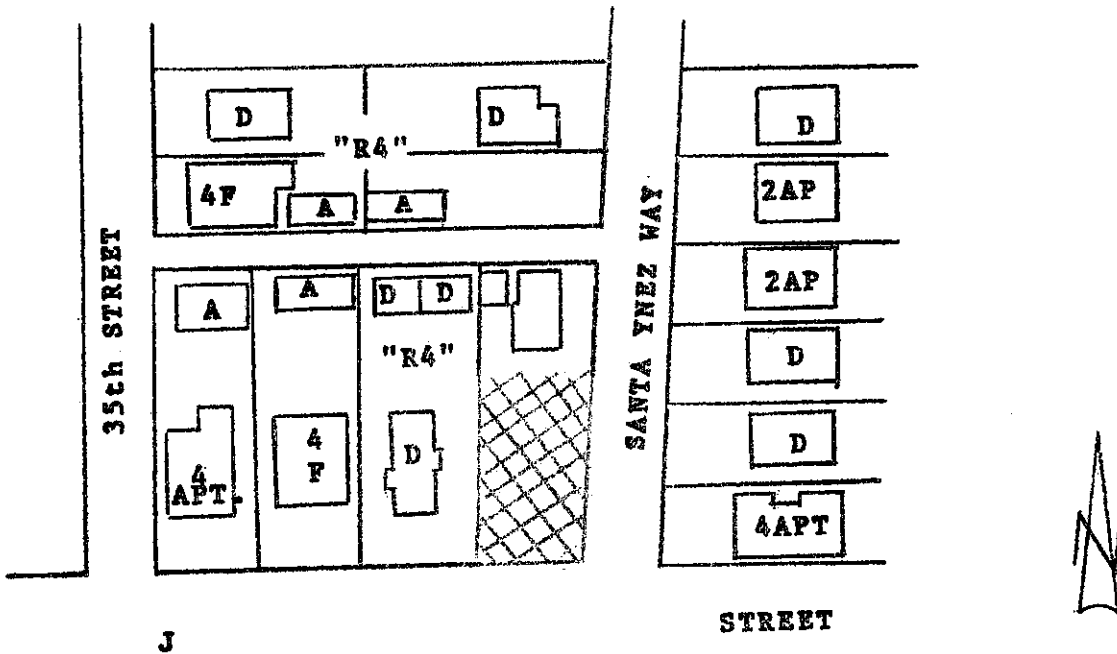 D
D
D
"R4"
4F
A
A
2AP
35th STREET
SANTA YNEZ WAY
A
A
D
D
2AP
"R4"
D
4
APT.
4
F
D
D
4APT
J
STREET
N